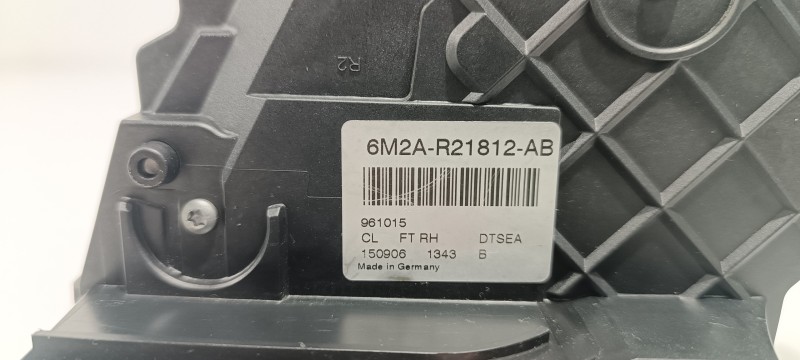 R2
6M2A-R21812-AB
961015
CL FT RH DTSEA
150906 1343 B
Made in Germany